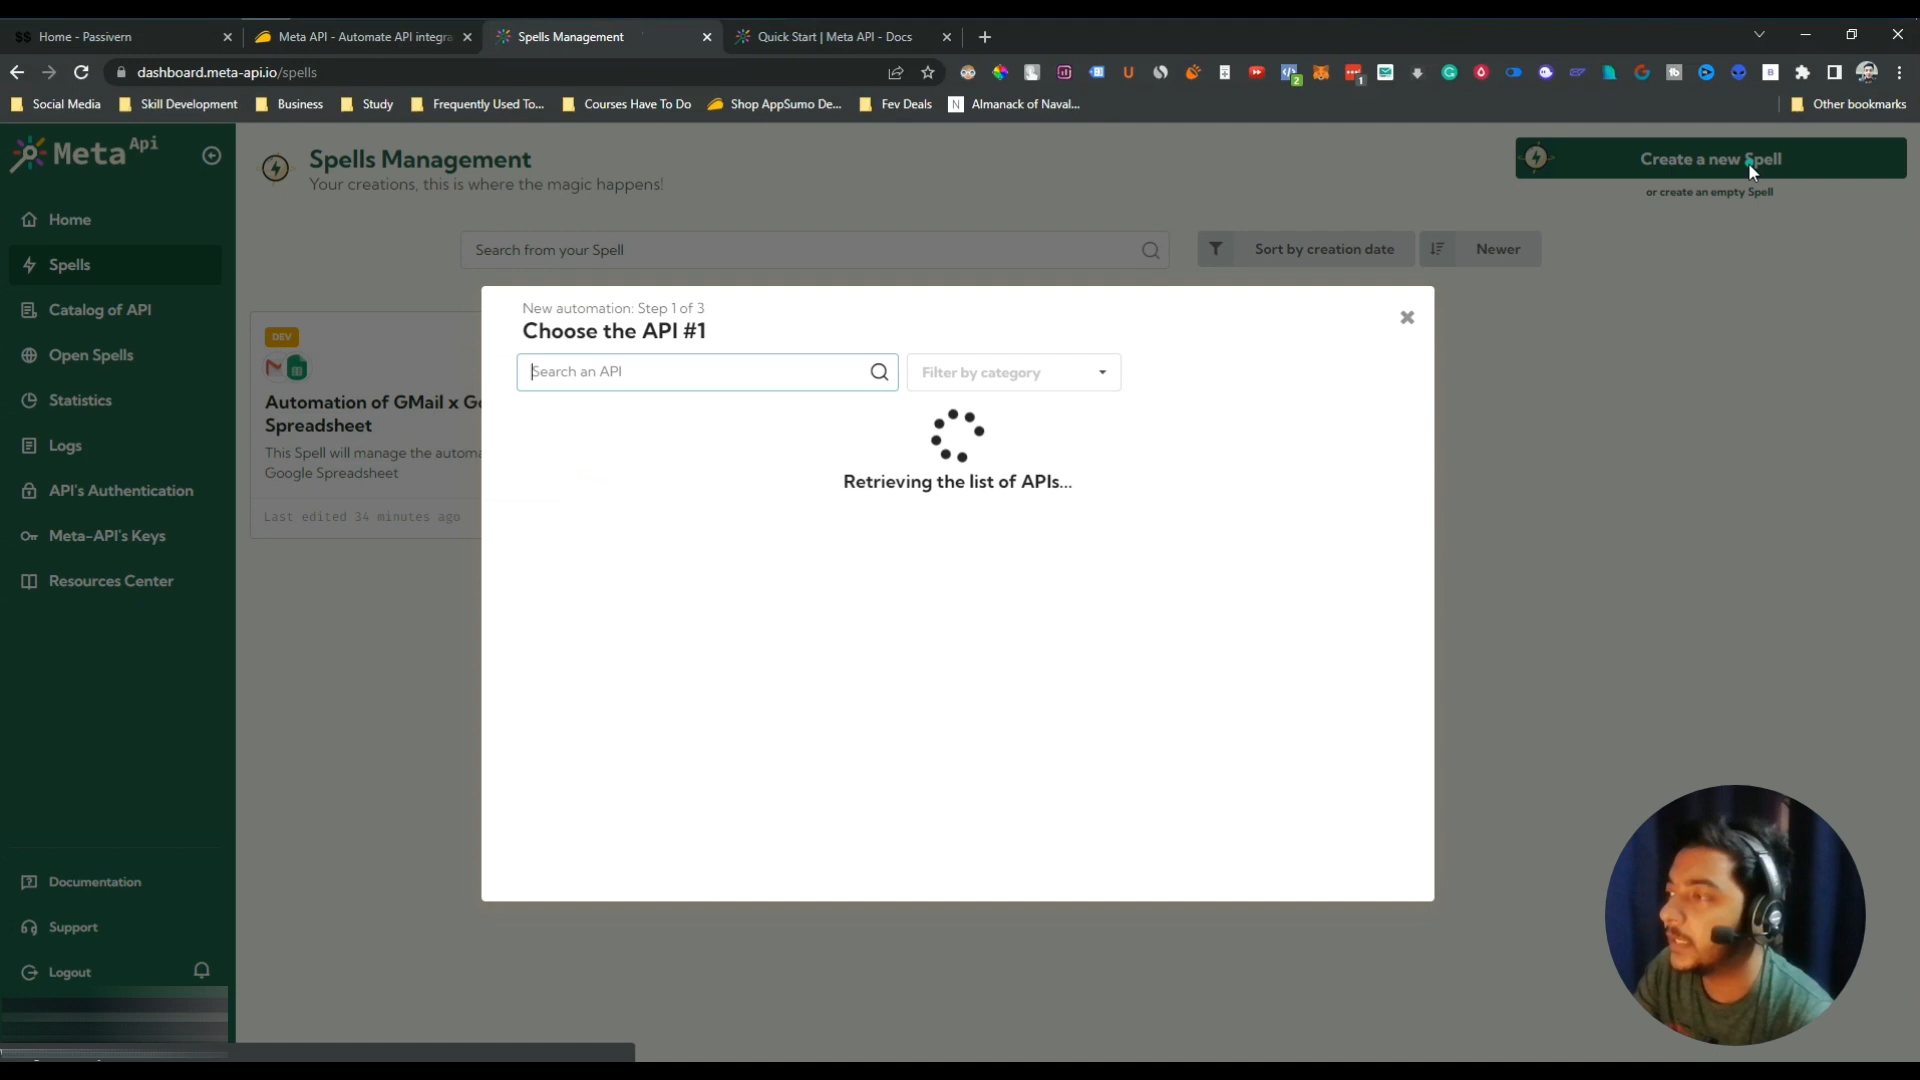 Home - Passivern
Meta API - Automate API integra
Spells Management
Quick Start | Meta API - Docs
dashboard.meta-api.io/spells
Social Media
Skill Development
Business
Study
Frequently Used To...
Courses Have To Do
Shop AppSumo De...
Fev Deals
Almanack of Naval...
Other bookmarks
Meta Api
Home
Spells
Catalog of API
Open Spells
Statistics
Logs
API's Authentication
Meta-API's Keys
Resources Center
Documentation
Support
Logout
Spells Management
Your creations, this is where the magic happens!
Create a new Spell
or create an empty Spell
Search from your Spell
Sort by creation date
Newer
DEV
Automation of GMail x Go
Spreadsheet
This Spell will manage the automa
Google Spreadsheet
Last edited 34 minutes ago
New automation: Step 1 of 3
Choose the API #1
Search an API
Filter by category
Retrieving the list of APIs...